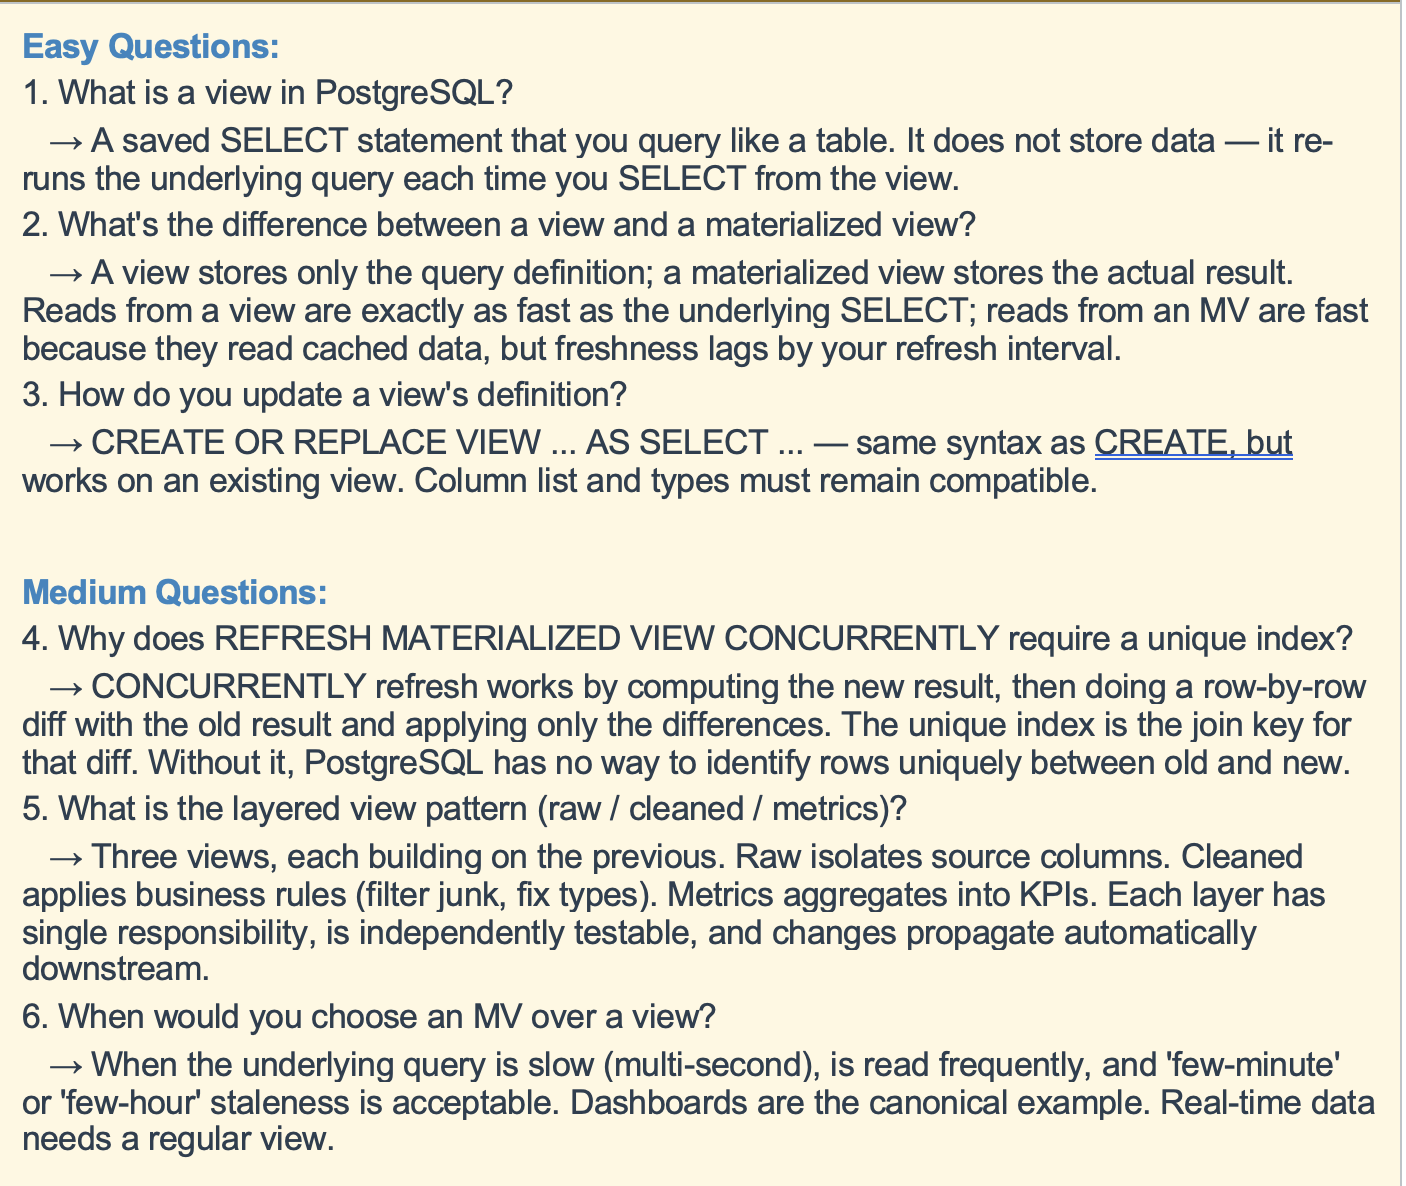 Easy Questions:
1. What is a view in PostgreSQL?
→ A saved SELECT statement that you query like a table. It does not store data — it re-
runs the underlying query each time you SELECT from the view.
2. What's the difference between a view and a materialized view?
→ A view stores only the query definition; a materialized view stores the actual result.
Reads from a view are exactly as fast as the underlying SELECT; reads from an MV are fast
because they read cached data, but freshness lags by your refresh interval.
3. How do you update a view's definition?
→ CREATE OR REPLACE VIEW ... AS SELECT ... — same syntax as CREATE, but
works on an existing view. Column list and types must remain compatible.
Medium Questions:
4. Why does REFRESH MATERIALIZED VIEW CONCURRENTLY require a unique index?
→ CONCURRENTLY refresh works by computing the new result, then doing a row-by-row
diff with the old result and applying only the differences. The unique index is the join key for
that diff. Without it, PostgreSQL has no way to identify rows uniquely between old and new.
5. What is the layered view pattern (raw / cleaned / metrics)?
→ Three views, each building on the previous. Raw isolates source columns. Cleaned
applies business rules (filter junk, fix types). Metrics aggregates into KPIs. Each layer has
single responsibility, is independently testable, and changes propagate automatically
downstream.
6. When would you choose an MV over a view?
→ When the underlying query is slow (multi-second), is read frequently, and 'few-minute'
or 'few-hour' staleness is acceptable. Dashboards are the canonical example. Real-time data
needs a regular view.